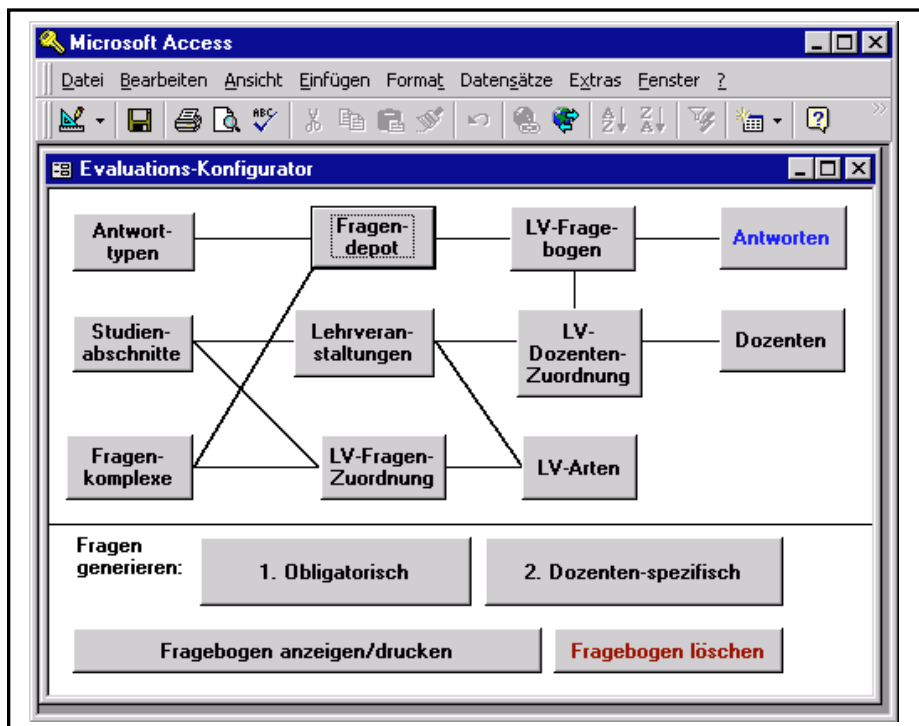 Microsoft Access
Datei Bearbeiten Ansicht Einfügen Format Datensätze Extras Fenster ?
ABC
A
Z
Z
A
Evaluations-Konfigurator
Antwort-
typen
Fragen-
depot
LV-Frage-
bogen
Antworten
Studien-
abschnitte
Lehrveran-
staltungen
LV-
Dozenten-
Zuordnung
Dozenten
Fragen-
komplexe
LV-Fragen-
Zuordnung
LV-Arten
Fragen
generieren:
1. Obligatorisch
2. Dozenten-spezifisch
Fragebogen anzeigen/drucken
Fragebogen löschen